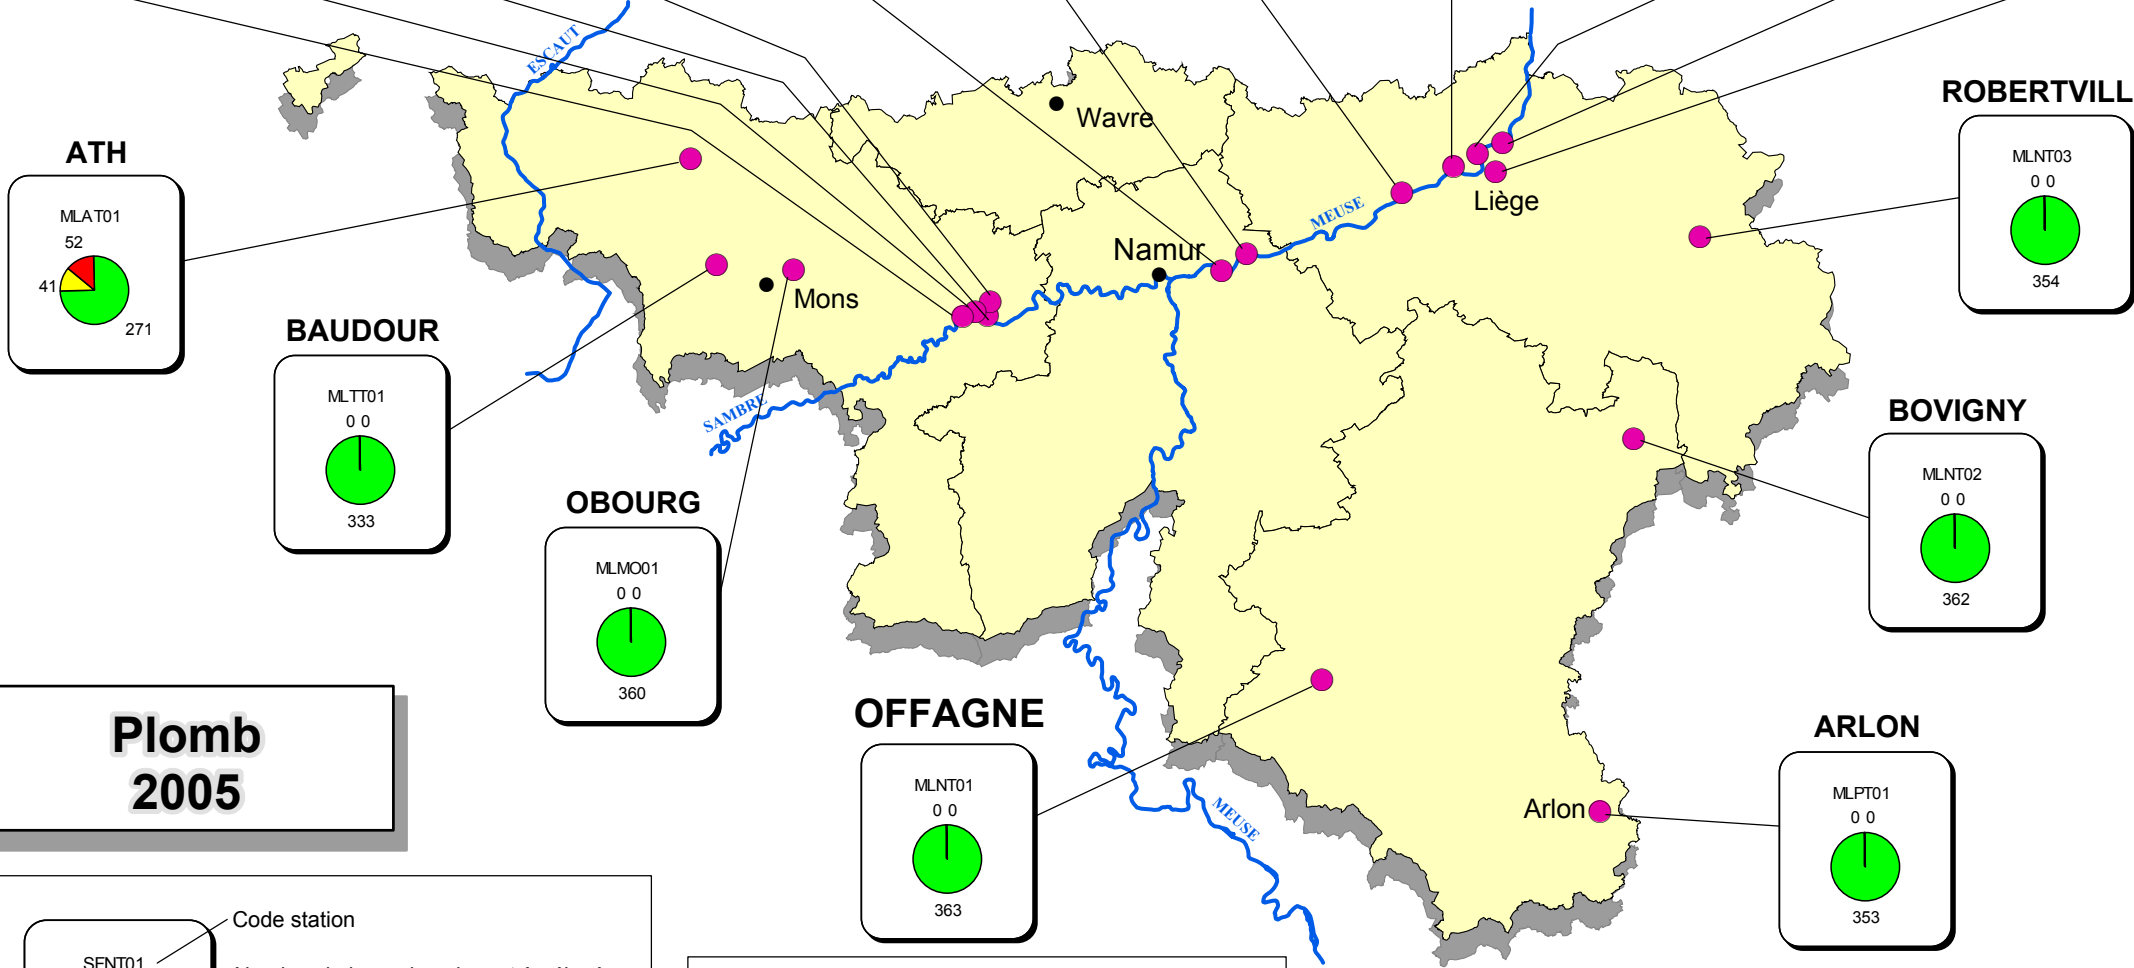 ESCAUT
Wavre
ROBERTVILL
MLNT03
0 0
354
ATH
MLAT01
52
41
271
Liège
MEUSE
Namur
Mons
BAUDOUR
MLTT01
0 0
333
SAMBRE
BOVIGNY
MLNT02
0 0
362
OBOURG
MLMO01
0 0
360
OFFAGNE
MLNT01
0 0
363
MEUSE
Arlon
ARLON
MLPT01
0 0
353
Plomb
2005
Code station
SFNT01